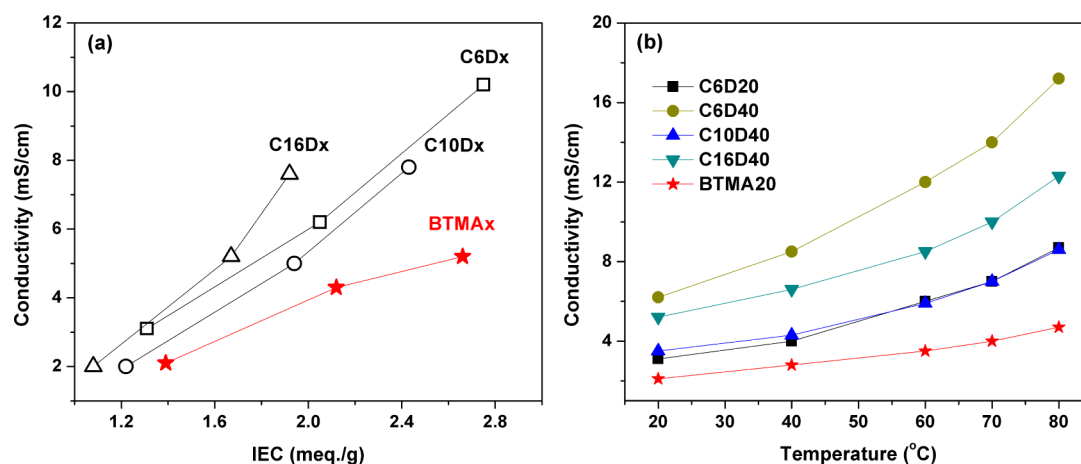 (a)
C6Dx
C16Dx
C10Dx
BTMAx
12
10
8
6
4
2
1.2
1.6
2.0
2.4
2.8
Conductivity (mS/cm)
IEC (meq./g)
(b)
C6D20
C6D40
C10D40
C16D40
BTMA20
20
16
12
8
4
20
30
40
50
60
70
80
Conductivity (mS/cm)
Temperature (°C)